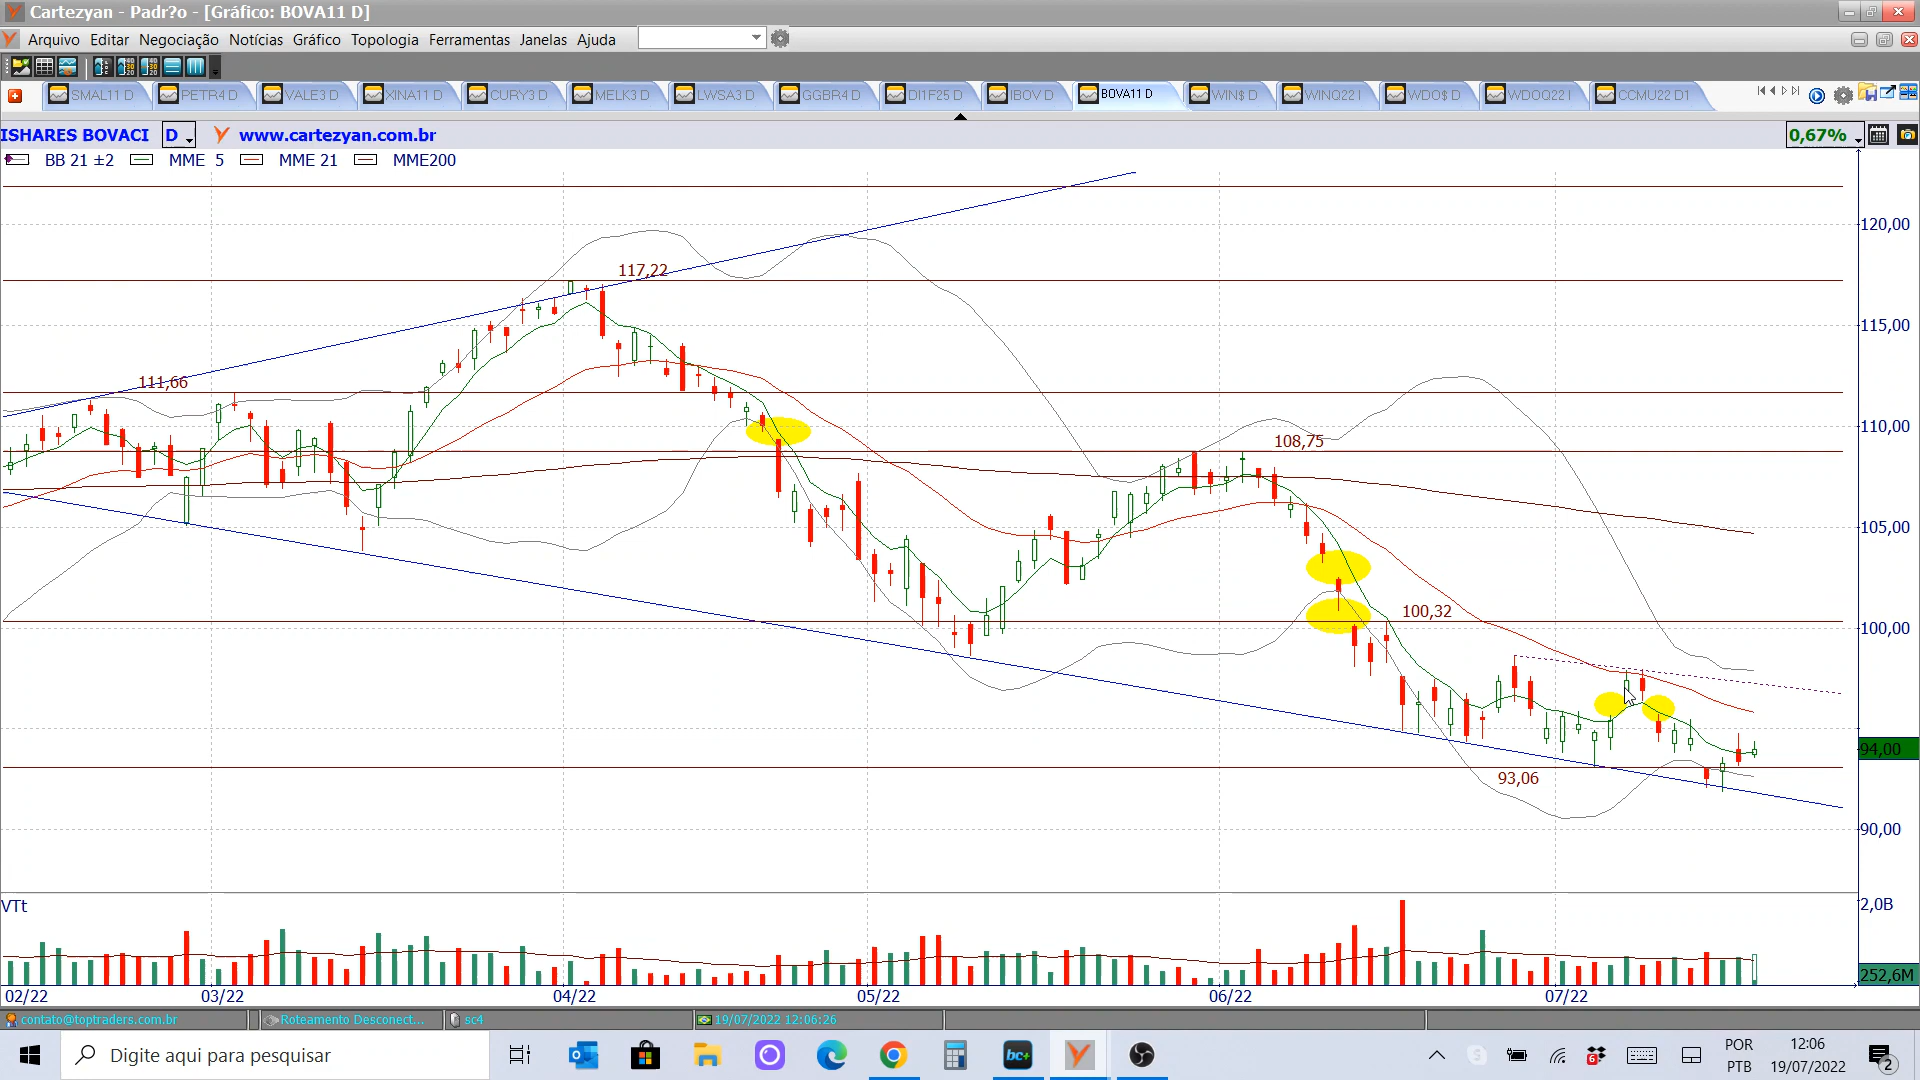 Cartezyan - Padr?o - [Gráfico: BOVA11 D]
Arquivo Editar Negociação Notícias Gráfico Topologia Ferramentas Janelas Ajuda
SMAL11 D PETR4 D VALE3 D XINA11 D CURY3 D MELK3 D LWSA3 D GGBR4 D DI1F25 D IBOV D BOVA11 D WIN$ D WINQ22 I WDO$ D WDOQ22 I CCMU22 D1
ISHARES BOVACI D www.cartezyan.com.br 0,67%
BB 21 ±2 MME 5 MME 21 MME200
120,00
117,22
115,00
111,66
110,00
108,75
105,00
100,32
100,00
94,00
93,06
90,00
VTt
2,0B
252,6M
02/22 03/22 04/22 05/22 06/22 07/22
contato@toptraders.com.br Roteamento Desconect... sc4 19/07/2022 12:06:26
Digite aqui para pesquisar
bc+
6
POR
PTB
12:06
19/07/2022
2